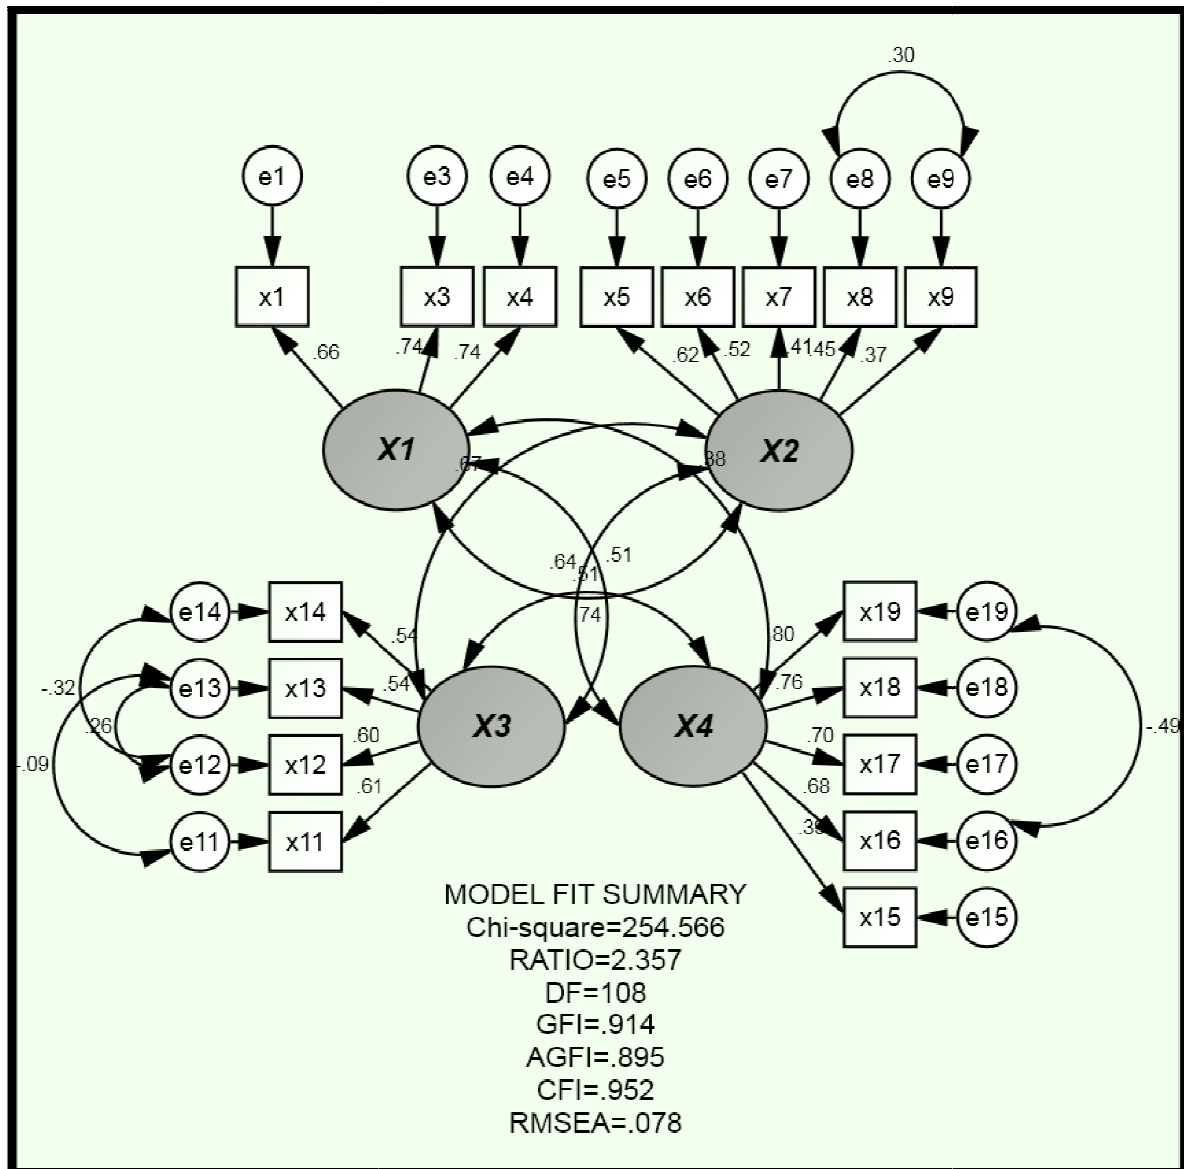 .30
e1 e3 e4 e5 e6 e7 e8 e9
x1 x3 x4 x5 x6 x7 x8 x9
.66 .74 .74 .62 .52 .41 .45 .37
X1 X2
.67 .38
.64 .51
.51
.74
e14 x14 x19 e19
.54 .80
-.32 e13 x13 .54 .76 x18 e18
.26 .60 .70 -.49
-.09 e12 x12 X3 X4 x17 e17
.61 .68
e11 x11 x16 e16
x15 e15
MODEL FIT SUMMARY
Chi-square=254.566
RATIO=2.357
DF=108
GFI=.914
AGFI=.895
CFI=.952
RMSEA=.078